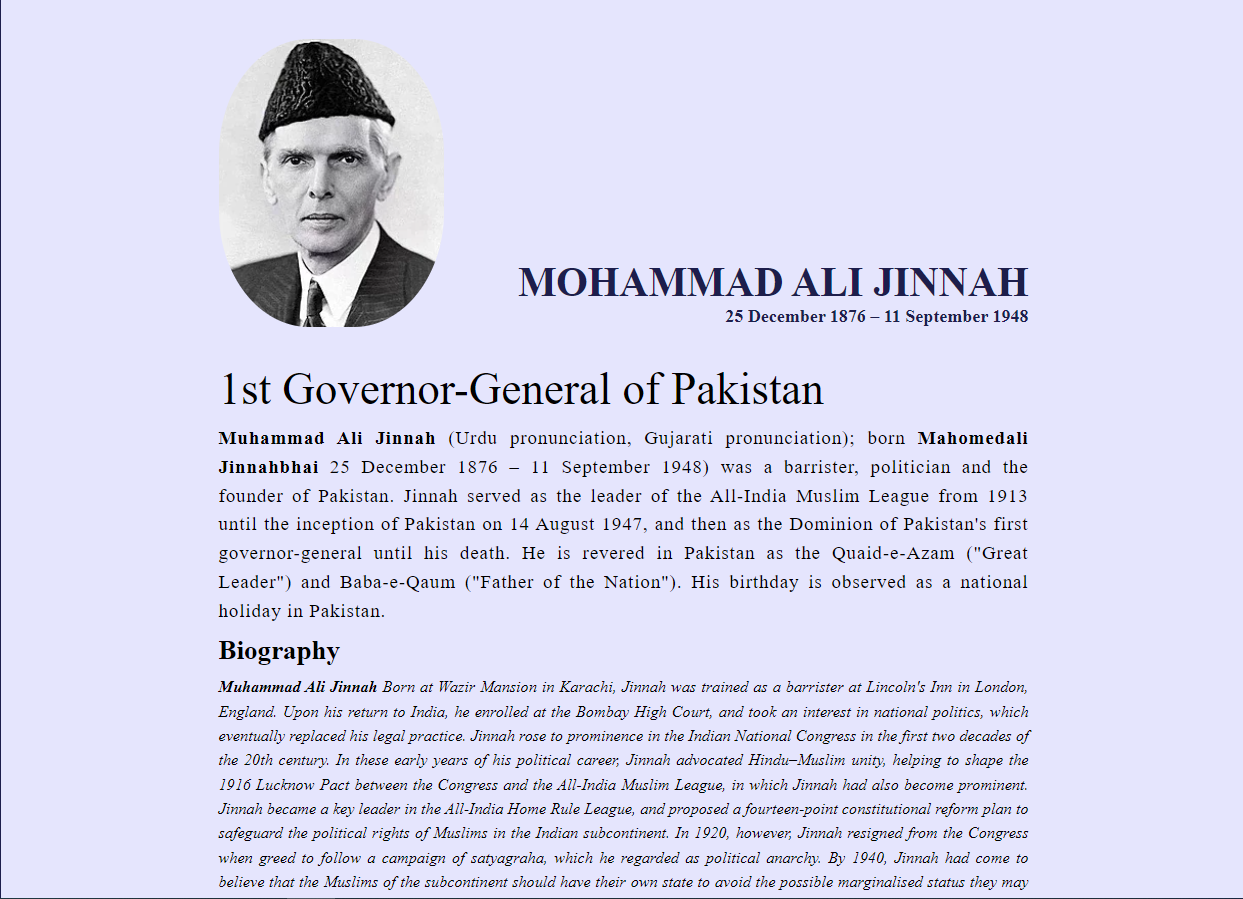 MOHAMMAD ALI JINNAH
25 December 1876 – 11 September 1948
1st Governor-General of Pakistan
Muhammad Ali Jinnah (Urdu pronunciation, Gujarati pronunciation); born Mahomedali
Jinnahbhai 25 December 1876 – 11 September 1948) was a barrister, politician and the
founder of Pakistan. Jinnah served as the leader of the All-India Muslim League from 1913
until the inception of Pakistan on 14 August 1947, and then as the Dominion of Pakistan's first
governor-general until his death. He is revered in Pakistan as the Quaid-e-Azam ("Great
Leader") and Baba-e-Qaum ("Father of the Nation"). His birthday is observed as a national
holiday in Pakistan.
Biography
Muhammad Ali Jinnah Born at Wazir Mansion in Karachi, Jinnah was trained as a barrister at Lincoln's Inn in London,
England. Upon his return to India, he enrolled at the Bombay High Court, and took an interest in national politics, which
eventually replaced his legal practice. Jinnah rose to prominence in the Indian National Congress in the first two decades of
the 20th century. In these early years of his political career, Jinnah advocated Hindu–Muslim unity, helping to shape the
1916 Lucknow Pact between the Congress and the All-India Muslim League, in which Jinnah had also become prominent.
Jinnah became a key leader in the All-India Home Rule League, and proposed a fourteen-point constitutional reform plan to
safeguard the political rights of Muslims in the Indian subcontinent. In 1920, however, Jinnah resigned from the Congress
when greed to follow a campaign of satyagraha, which he regarded as political anarchy. By 1940, Jinnah had come to
believe that the Muslims of the subcontinent should have their own state to avoid the possible marginalised status they may